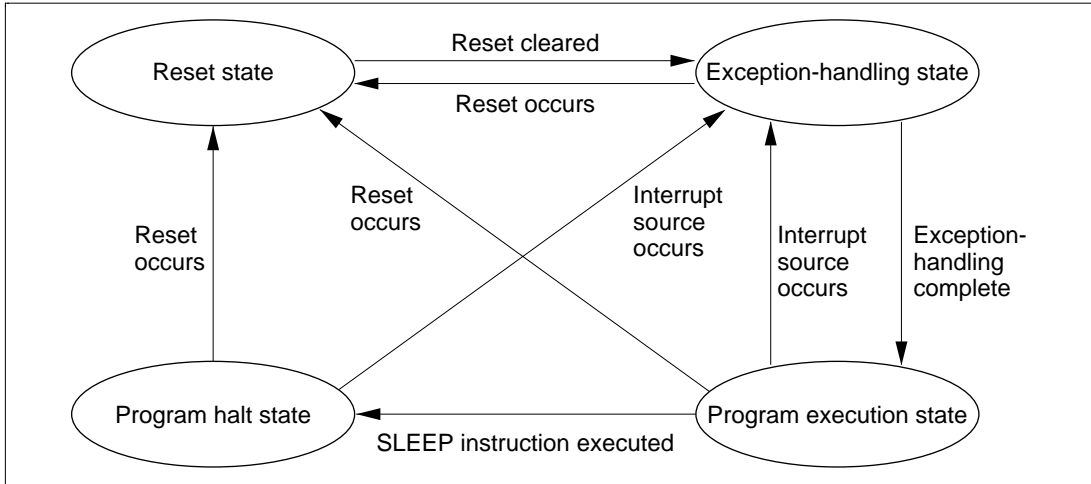 Reset cleared
Reset state
Exception-handling state
Reset occurs
Reset
occurs
Interrupt
source
occurs
Reset
occurs
Interrupt
source
occurs
Exception-
handling
complete
Program halt state
Program execution state
SLEEP instruction executed